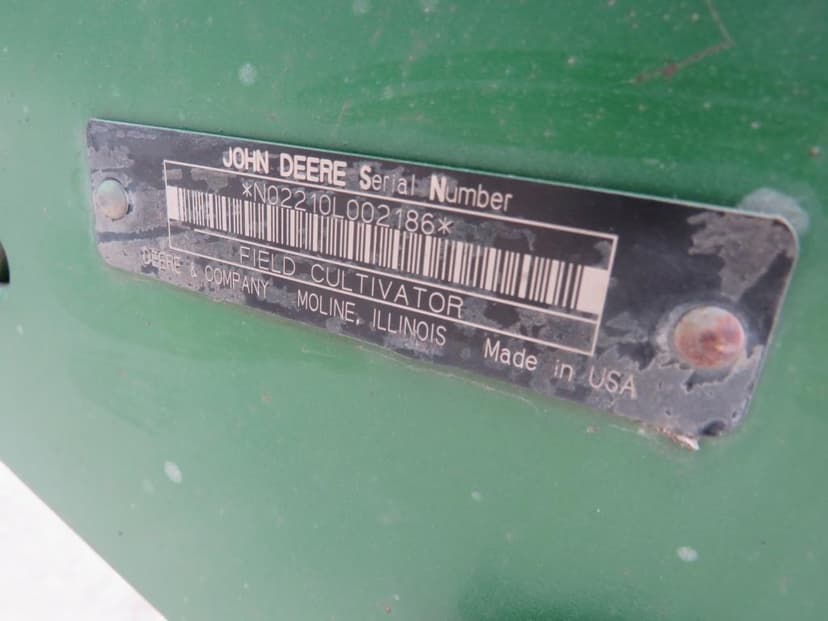 JOHN DEERE Serial Number
*N02210L002186*
FIELD CULTIVATOR
DEERE & COMPANY MOLINE, ILLINOIS Made in USA